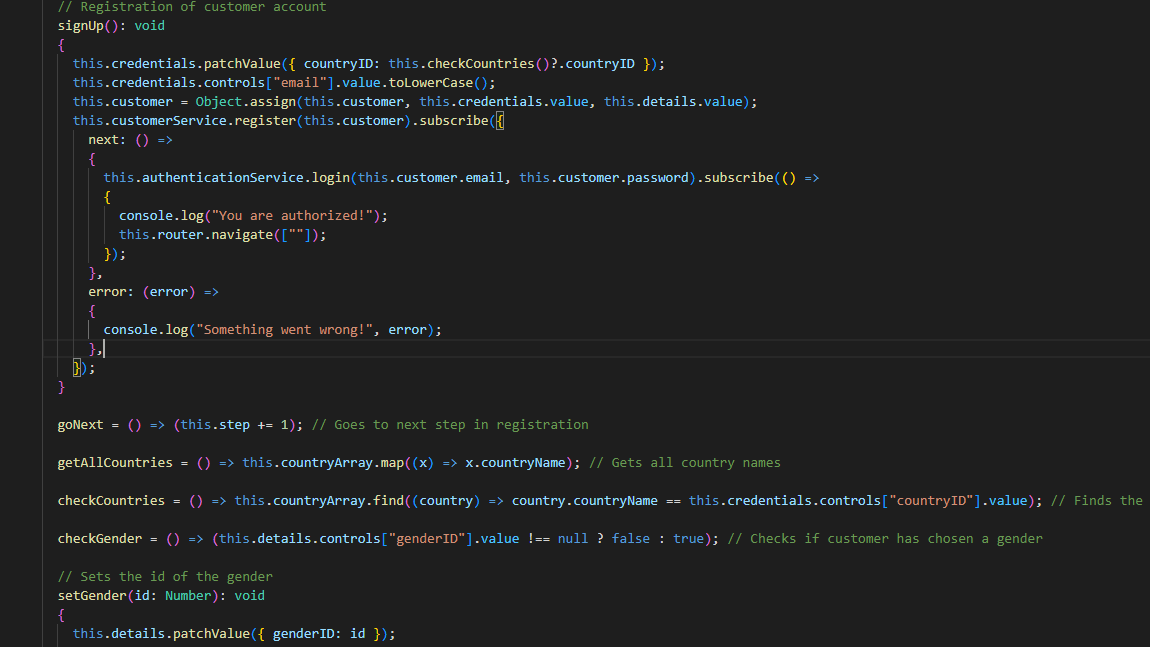 // Registration of customer account
signUp(): void
{
this.credentials.patchValue({ countryID: this.checkCountries()?.countryID });
this.credentials.controls["email"].value.toLowerCase();
this.customer = Object.assign(this.customer, this.credentials.value, this.details.value);
this.customerService.register(this.customer).subscribe({
next: () =>
{
this.authenticationService.login(this.customer.email, this.customer.password).subscribe(() =>
{
console.log("You are authorized!");
this.router.navigate([""]);
});
},
error: (error) =>
{
console.log("Something went wrong!", error);
},
});
}
goNext = () => (this.step += 1); // Goes to next step in registration
getAllCountries = () => this.countryArray.map((x) => x.countryName); // Gets all country names
checkCountries = () => this.countryArray.find((country) => country.countryName == this.credentials.controls["countryID"].value); // Finds the
checkGender = () => (this.details.controls["genderID"].value !== null ? false : true); // Checks if customer has chosen a gender
// Sets the id of the gender
setGender(id: Number): void
{
this.details.patchValue({ genderID: id });